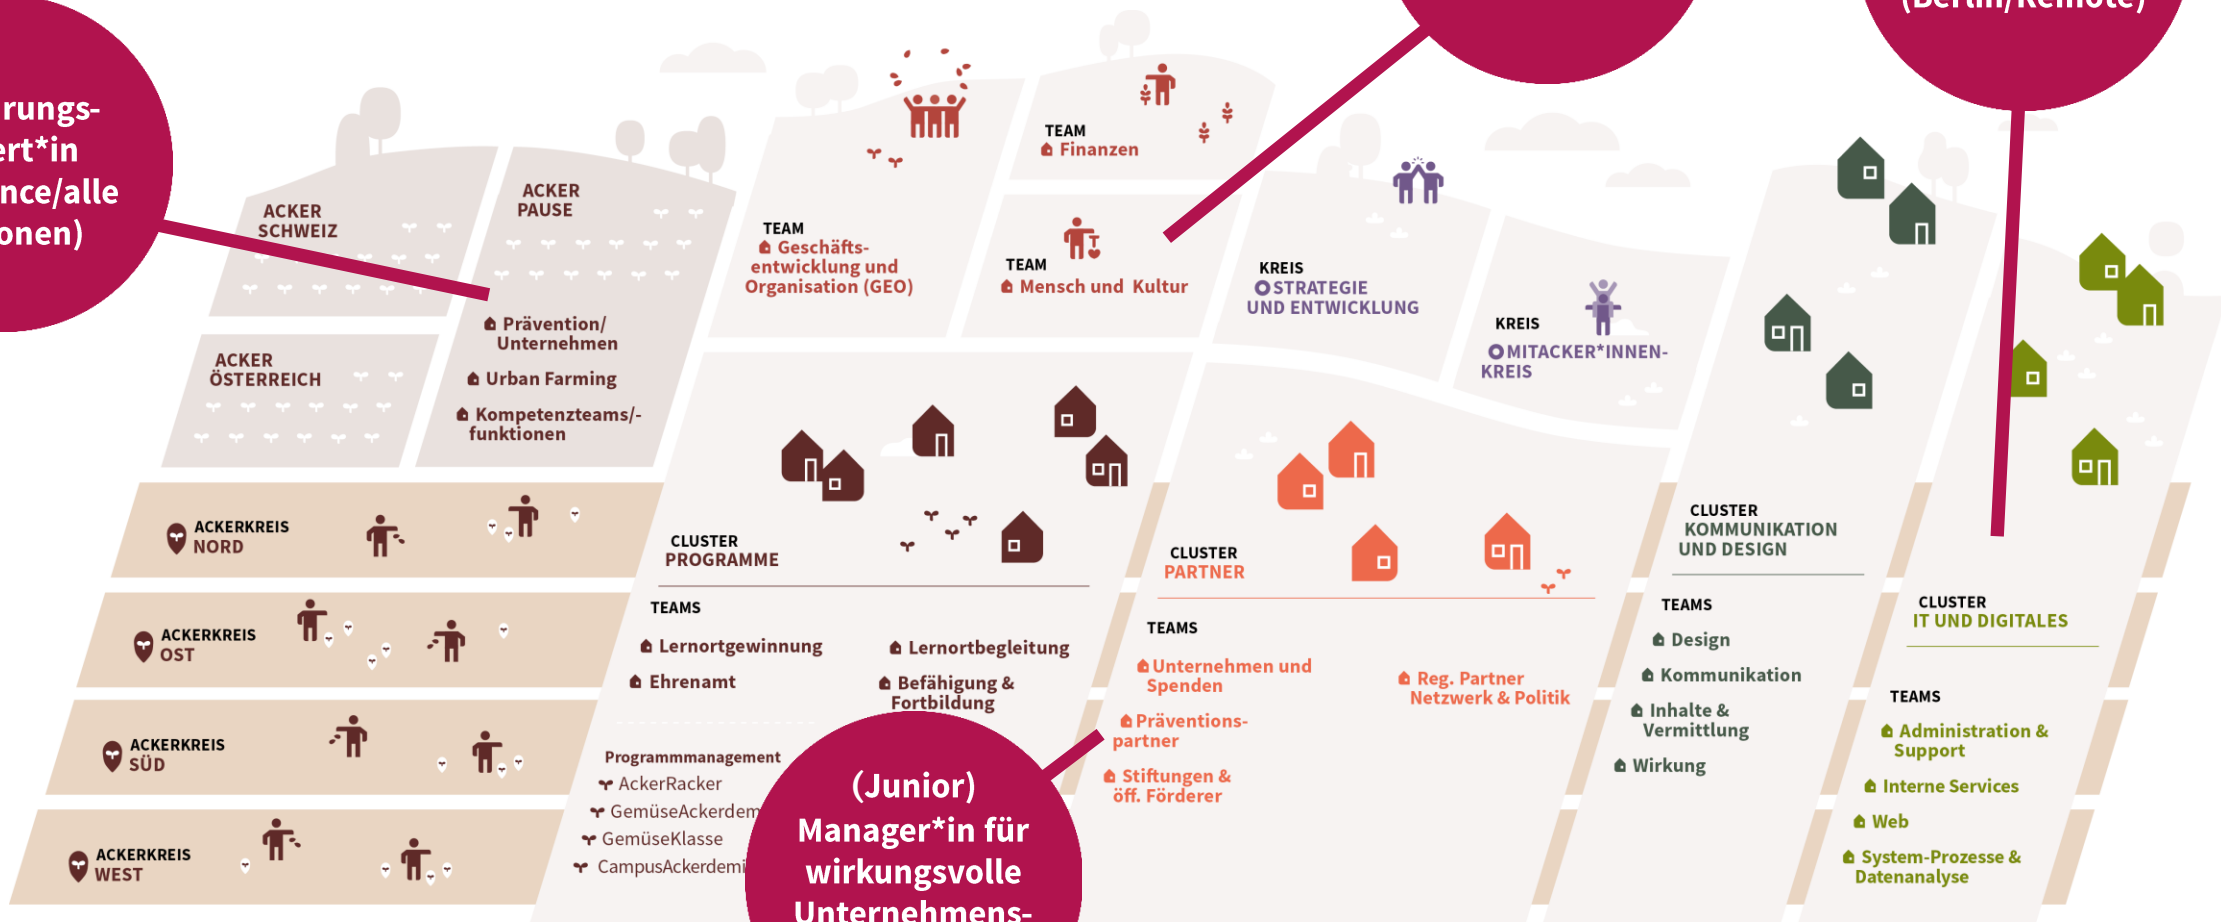 (Berlin/Remote)
rungs-
ert*in
nce/alle
onen)
ACKER
SCHWEIZ
ACKER
PAUSE
Prävention/
Unternehmen
Urban Farming
Kompetenzteams/-
funktionen
ACKER
ÖSTERREICH
TEAM
Geschäfts-
entwicklung und
Organisation (GEO)
TEAM
Finanzen
TEAM
Mensch und Kultur
KREIS
STRATEGIE
UND ENTWICKLUNG
KREIS
MITACKER*INNEN-
KREIS
ACKERKREIS
NORD
ACKERKREIS
OST
ACKERKREIS
SÜD
ACKERKREIS
WEST
CLUSTER
PROGRAMME
TEAMS
Lernortgewinnung
Ehrenamt
Lernortbegleitung
Befähigung &
Fortbildung
Programmmanagement
AckerRacker
GemüseAckerdem
GemüseKlasse
CampusAckerdemi
(Junior)
Manager*in für
wirkungsvolle
Unternehmens-
CLUSTER
PARTNER
TEAMS
Unternehmen und
Spenden
Präventions-
partner
Stiftungen &
öff. Förderer
Reg. Partner
Netzwerk & Politik
CLUSTER
KOMMUNIKATION
UND DESIGN
TEAMS
Design
Kommunikation
Inhalte &
Vermittlung
Wirkung
CLUSTER
IT UND DIGITALES
TEAMS
Administration &
Support
Interne Services
Web
System-Prozesse &
Datenanalyse